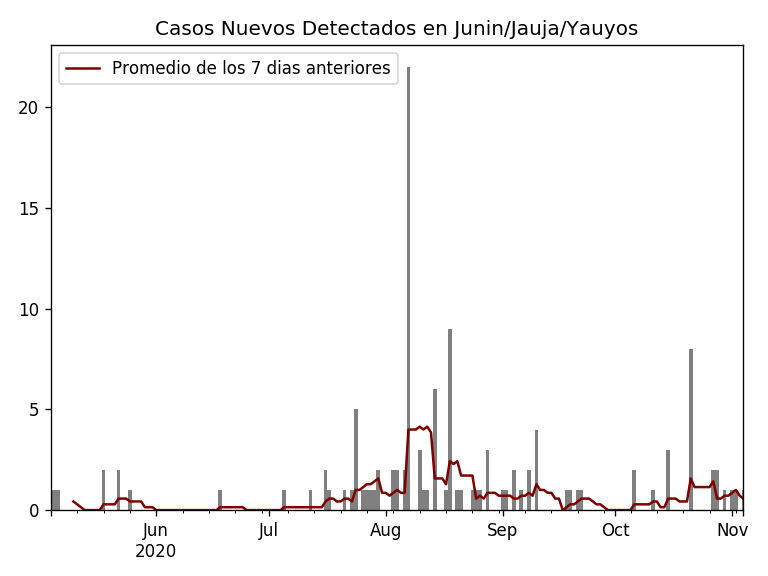 Casos Nuevos Detectados en Junin/Jauja/Yauyos
Promedio de los 7 dias anteriores
20
15
10
5
0
Jun
2020
Jul
Aug
Sep
Oct
Nov